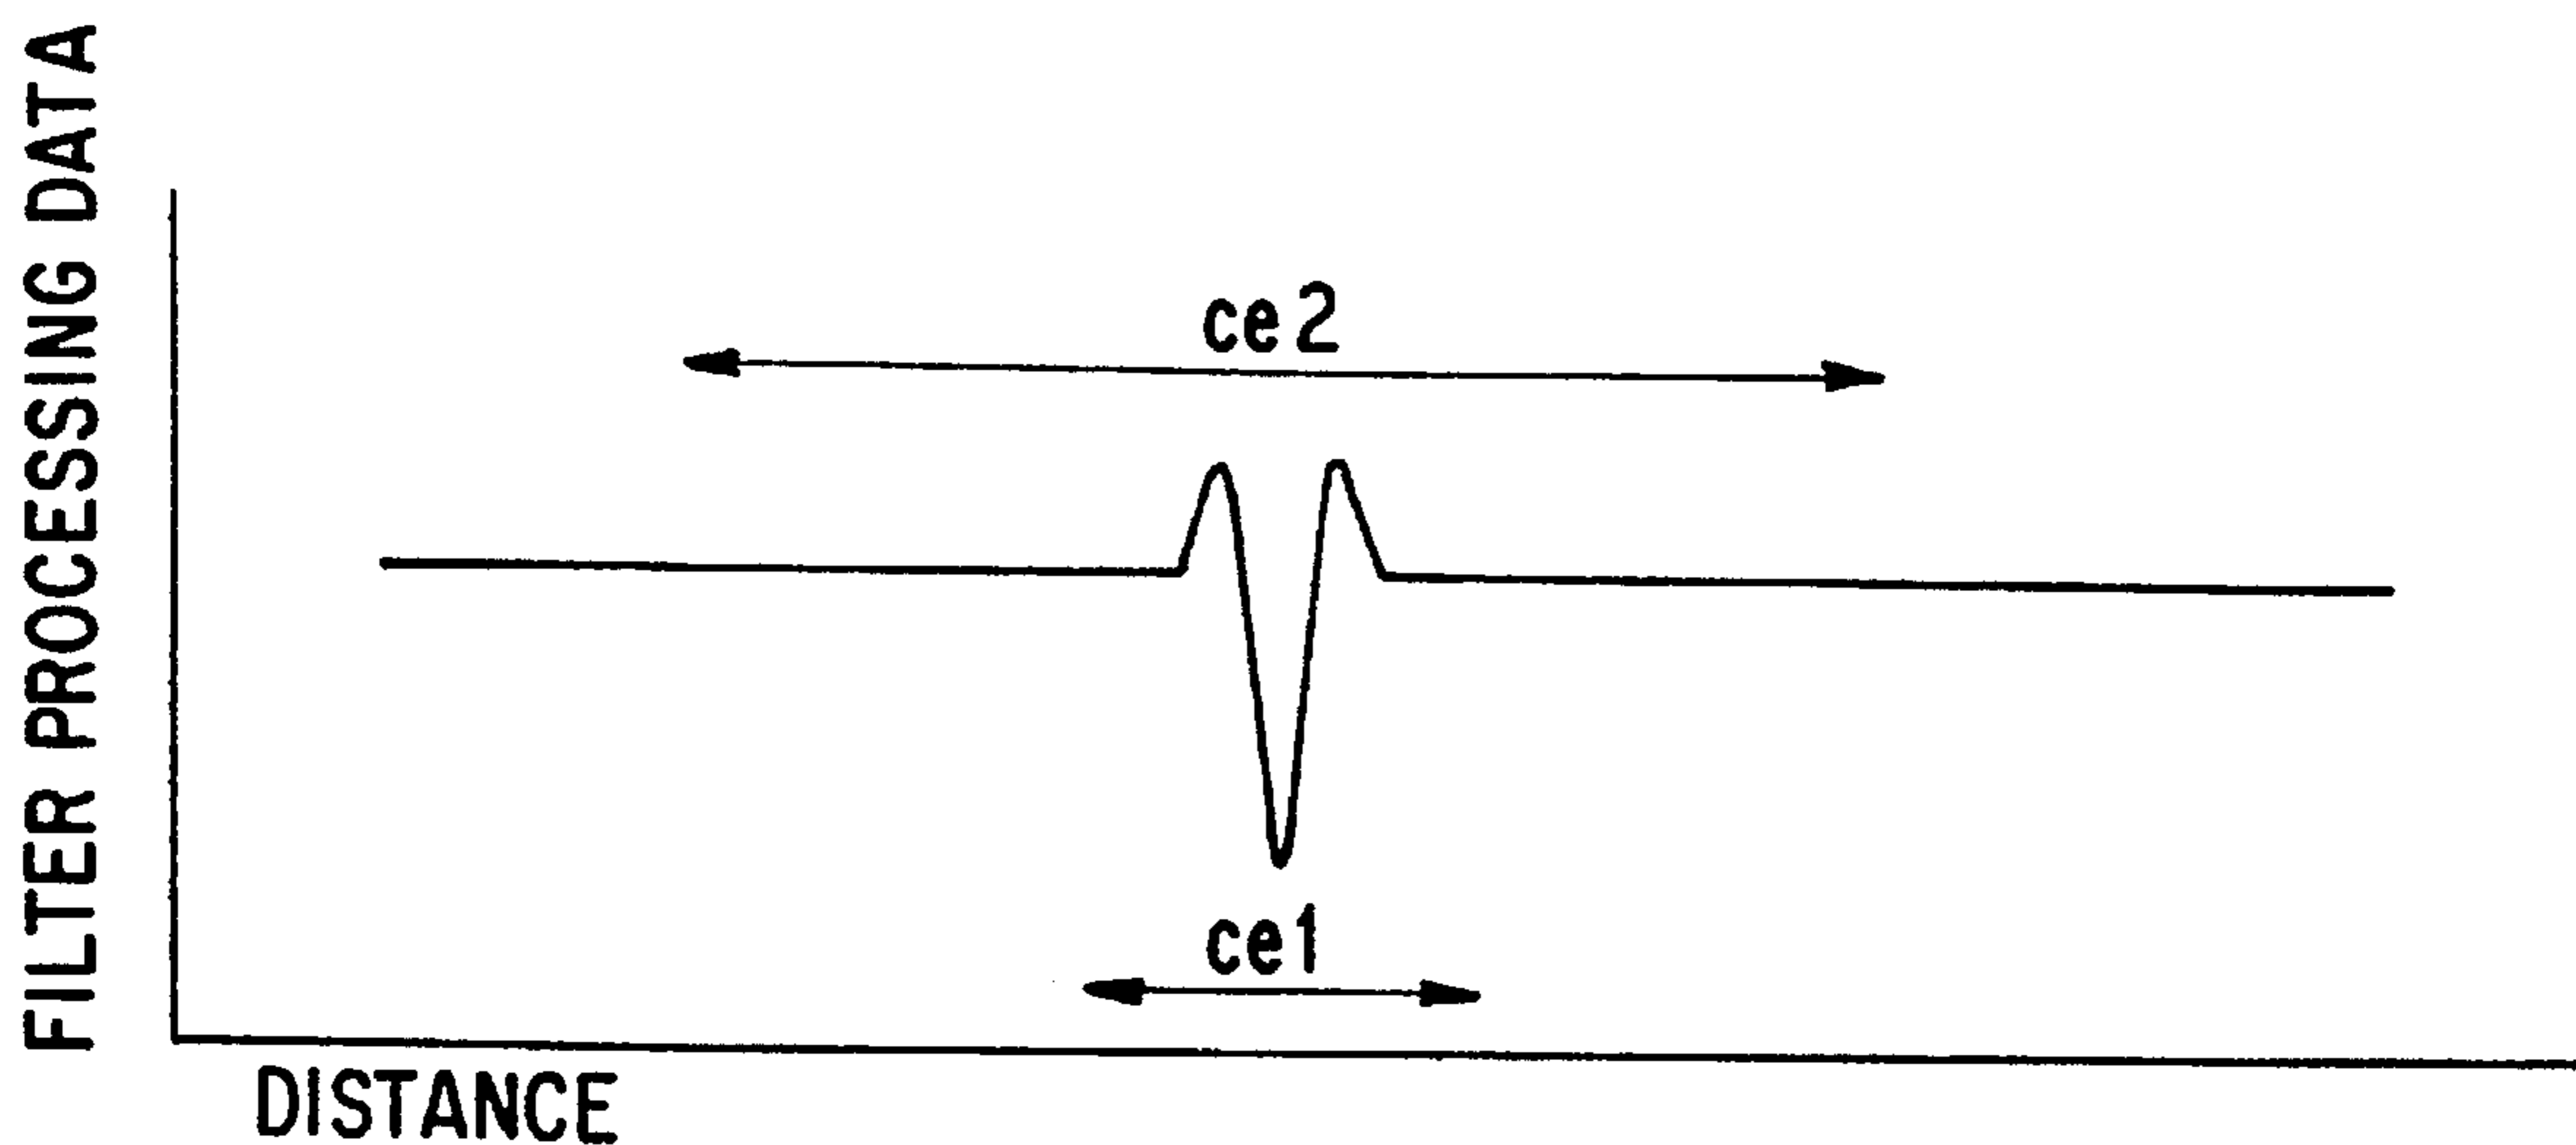 FILTER PROCESSING DATA
ce2
ce1
DISTANCE